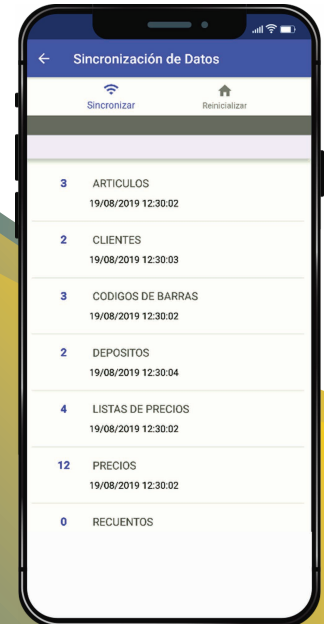 Sincronización de Datos
Sincronizar
Reinicializar
3 ARTICULOS
19/08/2019 12:30:02
2 CLIENTES
19/08/2019 12:30:03
3 CODIGOS DE BARRAS
19/08/2019 12:30:02
2 DEPOSITOS
19/08/2019 12:30:04
4 LISTAS DE PRECIOS
19/08/2019 12:30:02
12 PRECIOS
19/08/2019 12:30:02
0 RECUENTOS